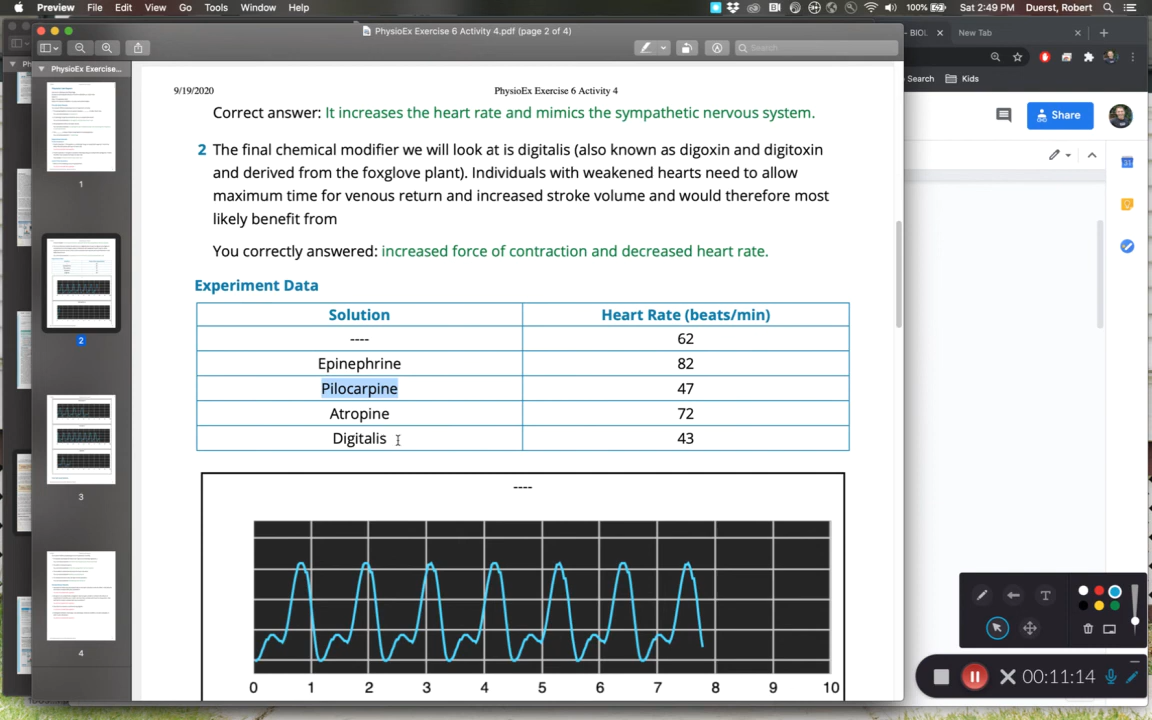 Preview File Edit View Go Tools Window Help
100% Sat 2:49 PM Duerst, Robert
PhysioEx Exercise 6 Activity 4.pdf (page 2 of 4)
Search
PhysioEx Exercise...
1
2
3
4
- BIOL
New Tab
Search Kids
Share
9/19/2020 PhysioEx Exercise 6 Activity 4
Correct answer: It increases the heart rate and mimics the sympathetic nervous system.
2 The final chemical modifier we will look at is digitalis (also known as digoxin and digitoxin
and derived from the foxglove plant). Individuals with weakened hearts need to allow
maximum time for venous return and increased stroke volume and would therefore most
likely benefit from
You correctly answered: increased force of contraction and decreased heart rate.
Experiment Data
Solution Heart Rate (beats/min)
---- 62
Epinephrine 82
Pilocarpine 47
Atropine 72
Digitalis 43
----
0 1 2 3 4 5 6 7 8 9 10
T
00:11:14